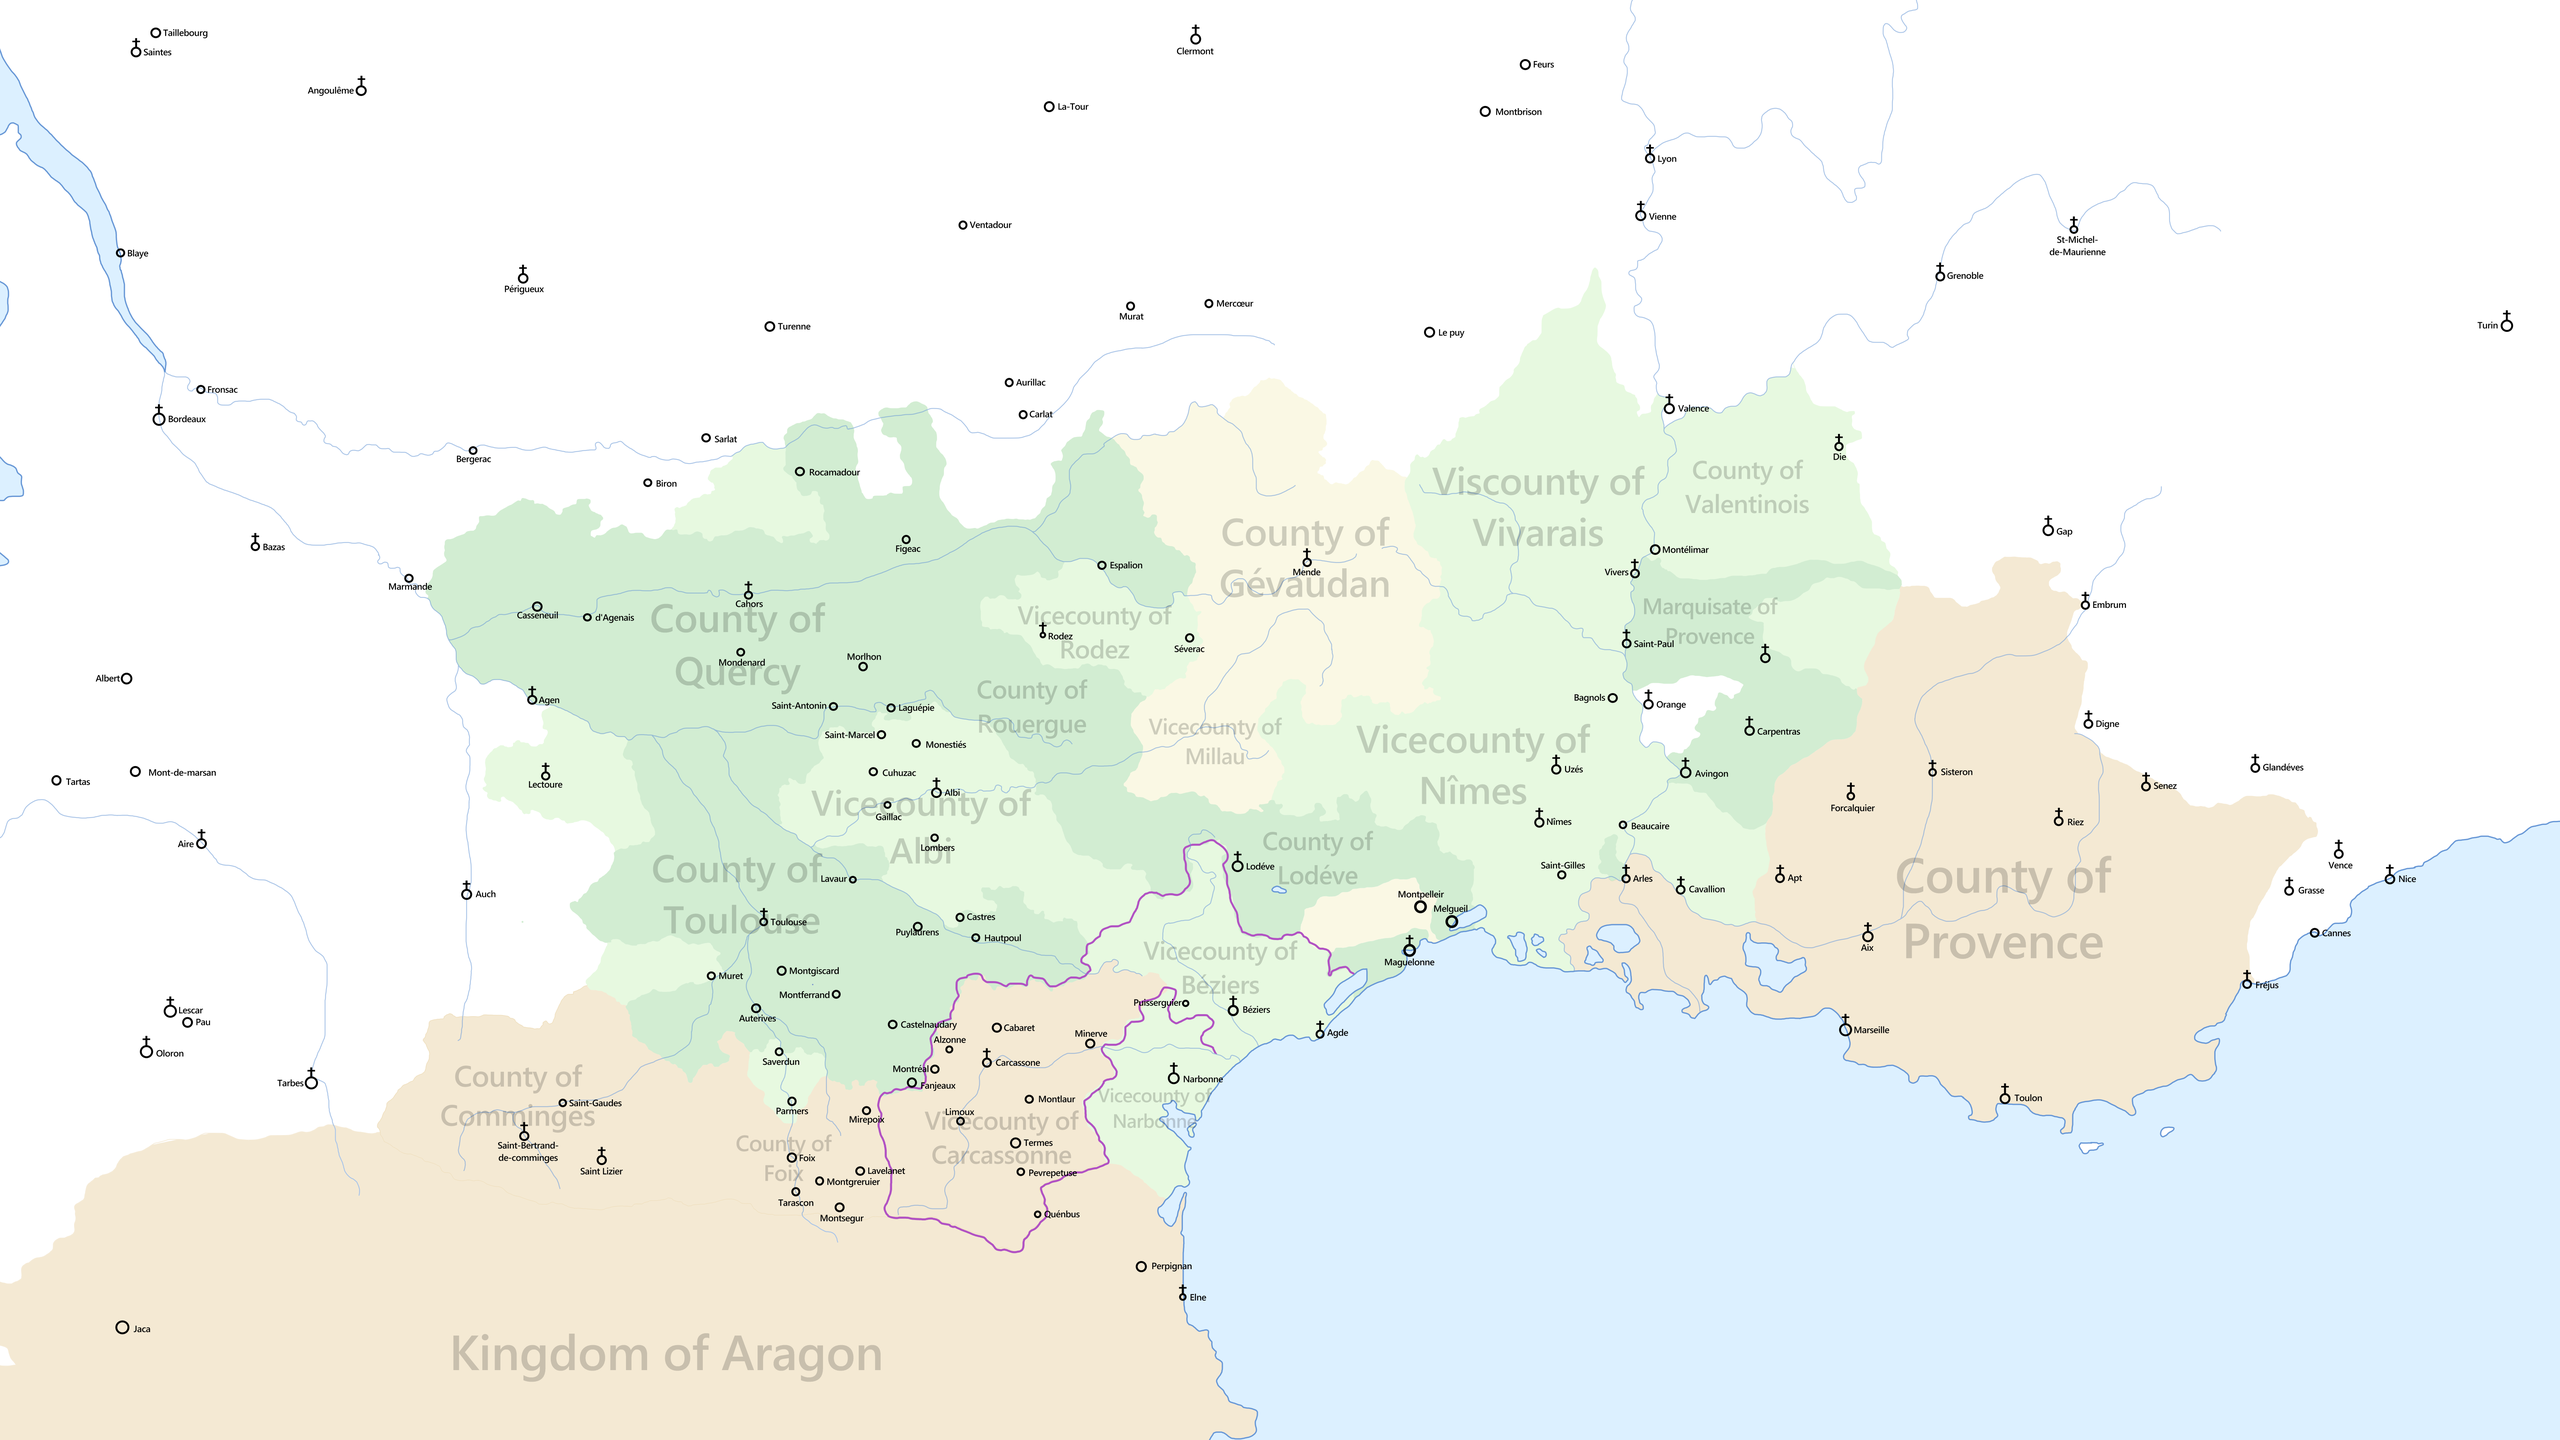 Taillebourg
Saintes
Clermont
Feurs
Angoulême
La-Tour
Montbrison
Lyon
Vienne
Ventadour
St-Michel-
de-Maurienne
Blaye
Grenoble
Périgueux
Mercœur
Murat
Turenne
Le puy
Turin
Aurillac
Fronsac
Carlat
Valence
Bordeaux
Sarlat
Bergerac
Die
Rocamadour
Biron
Viscounty of
Vivarais
County of
Valentinois
County of
Gévaudan
Gap
Bazas
Figeac
Montélimar
Espalion
Mende
Vivers
Marmande
Cahors
Casseneuil
d'Agenais
Embrum
County of
Quercy
Vicecounty of
Rodez
Rodez
Marquisate of
Provence
Séverac
Saint-Paul
Mondenard
Morlhon
Albert
County of
Rouergue
Agen
Saint-Antonin
Laguépie
Bagnols
Orange
Saint-Marcel
Monestiés
Vicecounty of
Millau
Vicecounty of
Nîmes
Carpentras
Digne
Mont-de-marsan
Tartas
Lectoure
Cuhuzac
Uzés
Avingon
Sisteron
Glandéves
Senez
Albi
Vicecounty of
Albi
Gaillac
Forcalquier
Nîmes
Beaucaire
Riez
Aire
Lombers
County of
Lodéve
Lodéve
Vence
County of
Toulouse
Lavaur
Saint-Gilles
Arles
Apt
County of
Provence
Nice
Auch
Cavallion
Grasse
Montpelleir
Melgueil
Toulouse
Castres
Puylaurens
Hautpoul
Cannes
Aix
Vicecounty of
Béziers
Maguelonne
Muret
Montgiscard
Montferrand
Fréjus
Puisserguier
Béziers
Lescar
Pau
Auterives
Castelnaudary
Cabaret
Alzonne
Minerve
Agde
Marseille
Oloron
Saverdun
Carcassone
Montréal
Fanjeaux
Narbonne
Tarbes
County of
Comminges
Saint-Gaudes
Parmers
Mirepoix
Limoux
Montlaur
Vicecounty of
Narbonne
Vicecounty of
Carcassonne
Toulon
Saint-Bertrand-
de-comminges
Saint Lizier
County of
Foix
Foix
Termes
Lavelanet
Pevrepetuse
Montgreruier
Tarascon
Montsegur
Quénbus
Perpignan
Elne
Jaca
Kingdom of Aragon